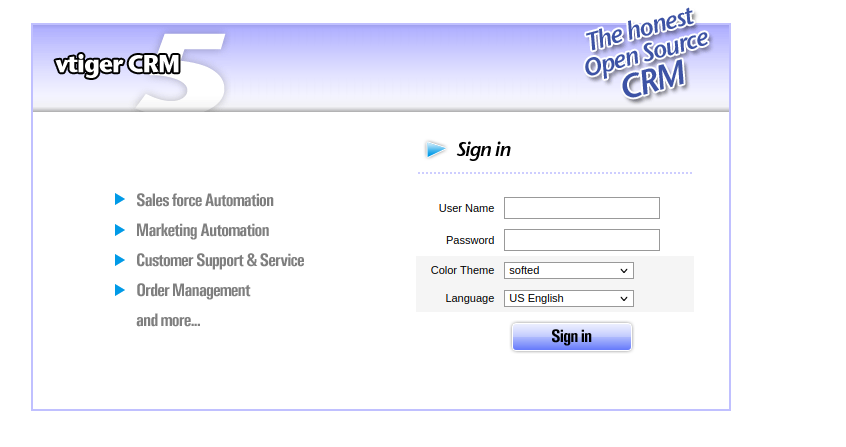 vtiger CRM 5
The honest
Open Source
CRM
Sign in
Sales force Automation
Marketing Automation
Customer Support & Service
Order Management
and more...
User Name
Password
Color Theme softed
Language US English
Sign in